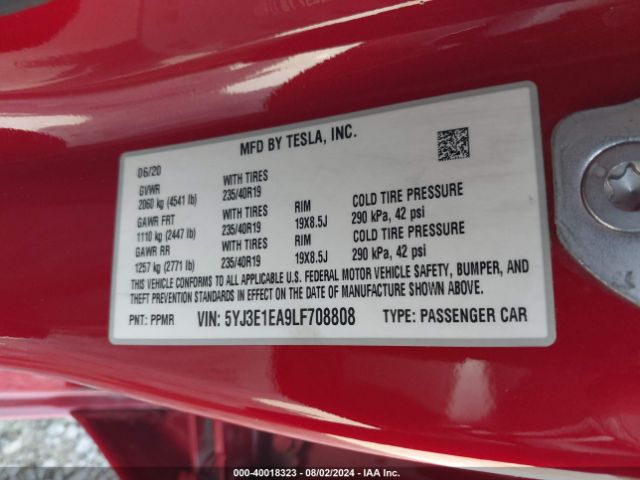 MFD BY TESLA, INC.
06/20
GVWR WITH TIRES
2060 kg (4541 lb) 235/40R19
GAWR FRT WITH TIRES RIM COLD TIRE PRESSURE
1110 kg (2447 lb) 235/40R19 19X8.5J 290 kPa, 42 psi
GAWR RR WITH TIRES RIM COLD TIRE PRESSURE
1257 kg (2771 lb) 235/40R19 19X8.5J 290 kPa, 42 psi
THIS VEHICLE CONFORMS TO ALL APPLICABLE U.S. FEDERAL MOTOR VEHICLE SAFETY, BUMPER, AND
THEFT PREVENTION STANDARDS IN EFFECT ON THE DATE OF MANUFACTURE SHOWN ABOVE.
PNT: PPMR VIN: 5YJ3E1EA9LF708808 TYPE: PASSENGER CAR
000-40018323 - 08/02/2024 - IAA Inc.